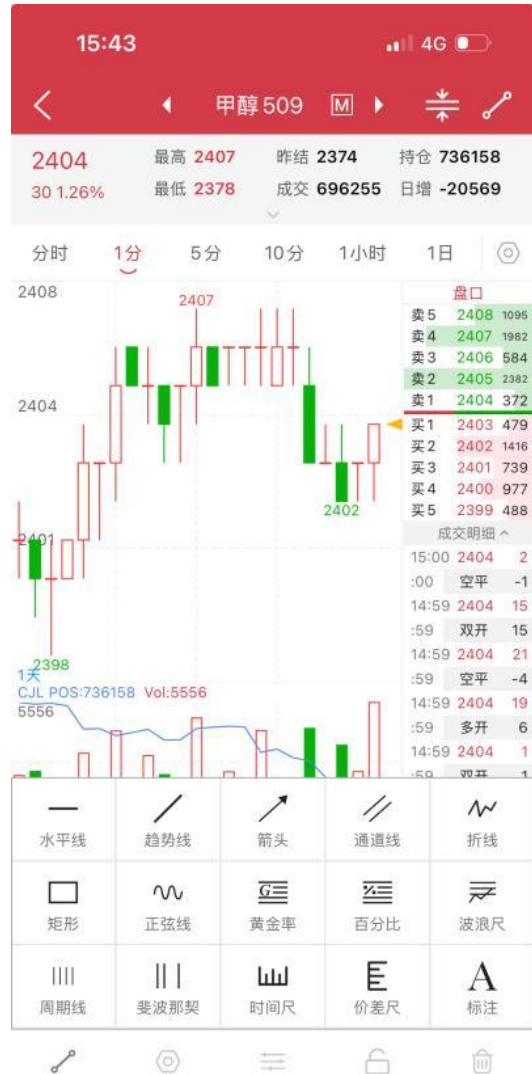 15:43 4G
甲醇509 M
2404 最高 2407 昨结 2374 持仓 736158
30 1.26% 最低 2378 成交 696255 日增 -20569
分时 1分 5分 10分 1小时 1日
2408
2407
2404
2402
2401
2398
1天
CJL POS:736158 Vol:5556
5556
盘口
卖5 2408 1095
卖4 2407 1982
卖3 2406 584
卖2 2405 2382
卖1 2404 372
买1 2403 479
买2 2402 1416
买3 2401 739
买4 2400 977
买5 2399 488
成交明细
15:00 2404 2
:00 空平 -1
14:59 2404 15
:59 双开 15
14:59 2404 21
:59 空平 -4
14:59 2404 19
:59 多开 6
14:59 2404 1
:59 双开 1
水平线 趋势线 箭头 通道线 折线
G %
矩形 正弦线 黄金率 百分比 波浪尺
A
周期线 斐波那契 时间尺 价差尺 标注